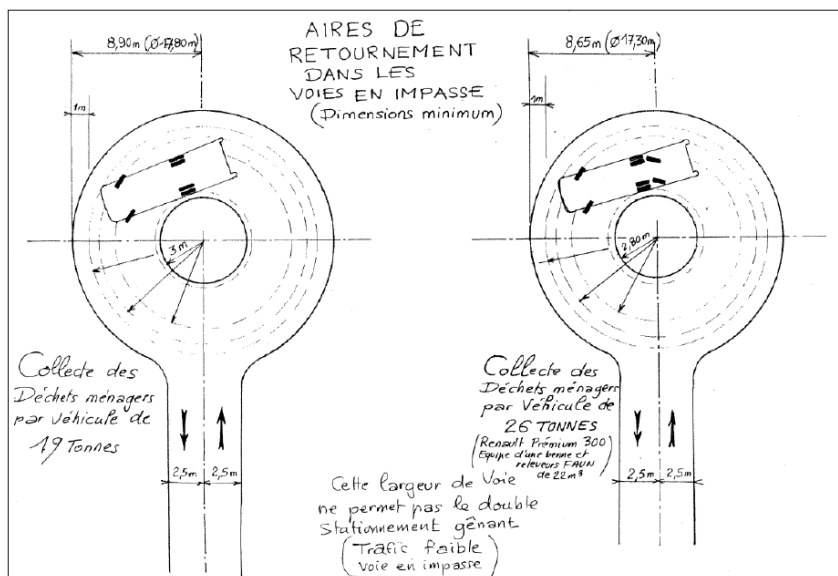 AIRES DE
RETOURNEMENT
DANS LES
VOIES EN IMPASSE
(Dimensions minimum)
8,90m (Ø 17,80m)
1m
3m
Collecte des
Déchets ménagers
par véhicule de
19 Tonnes
2,5m 2,5m
8,65m (Ø17,30m)
1m
2,80m
Collecte des
Déchets ménagers
par Véhicule de
26 TONNES
(Renault Prémium 300
Equipé d'une benne et
releveurs FAUN
de 22m³)
2,5m 2,5m
Cette largeur de Voie
ne permet pas le double
Stationnement gênant
(Trafic faible
voie en impasse)